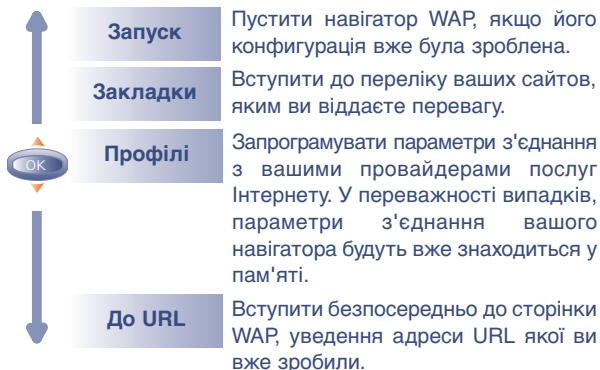 Запуск
Пустити навігатор WAP, якщо його
конфигурація вже була зроблена.
Закладки
Вступити до переліку ваших сайтов,
яким ви віддаєте перевагу.
OK
Профілі
Запрограмувати параметри з'єднання
з вашими провайдерами послуг
Інтернету. У переважності випадків,
параметри з'єднання вашого
навігатора будуть вже знаходиться у
пам'яті.
До URL
Вступити безпосередньо до сторінки
WAP, уведення адреси URL якої ви
вже зробили.